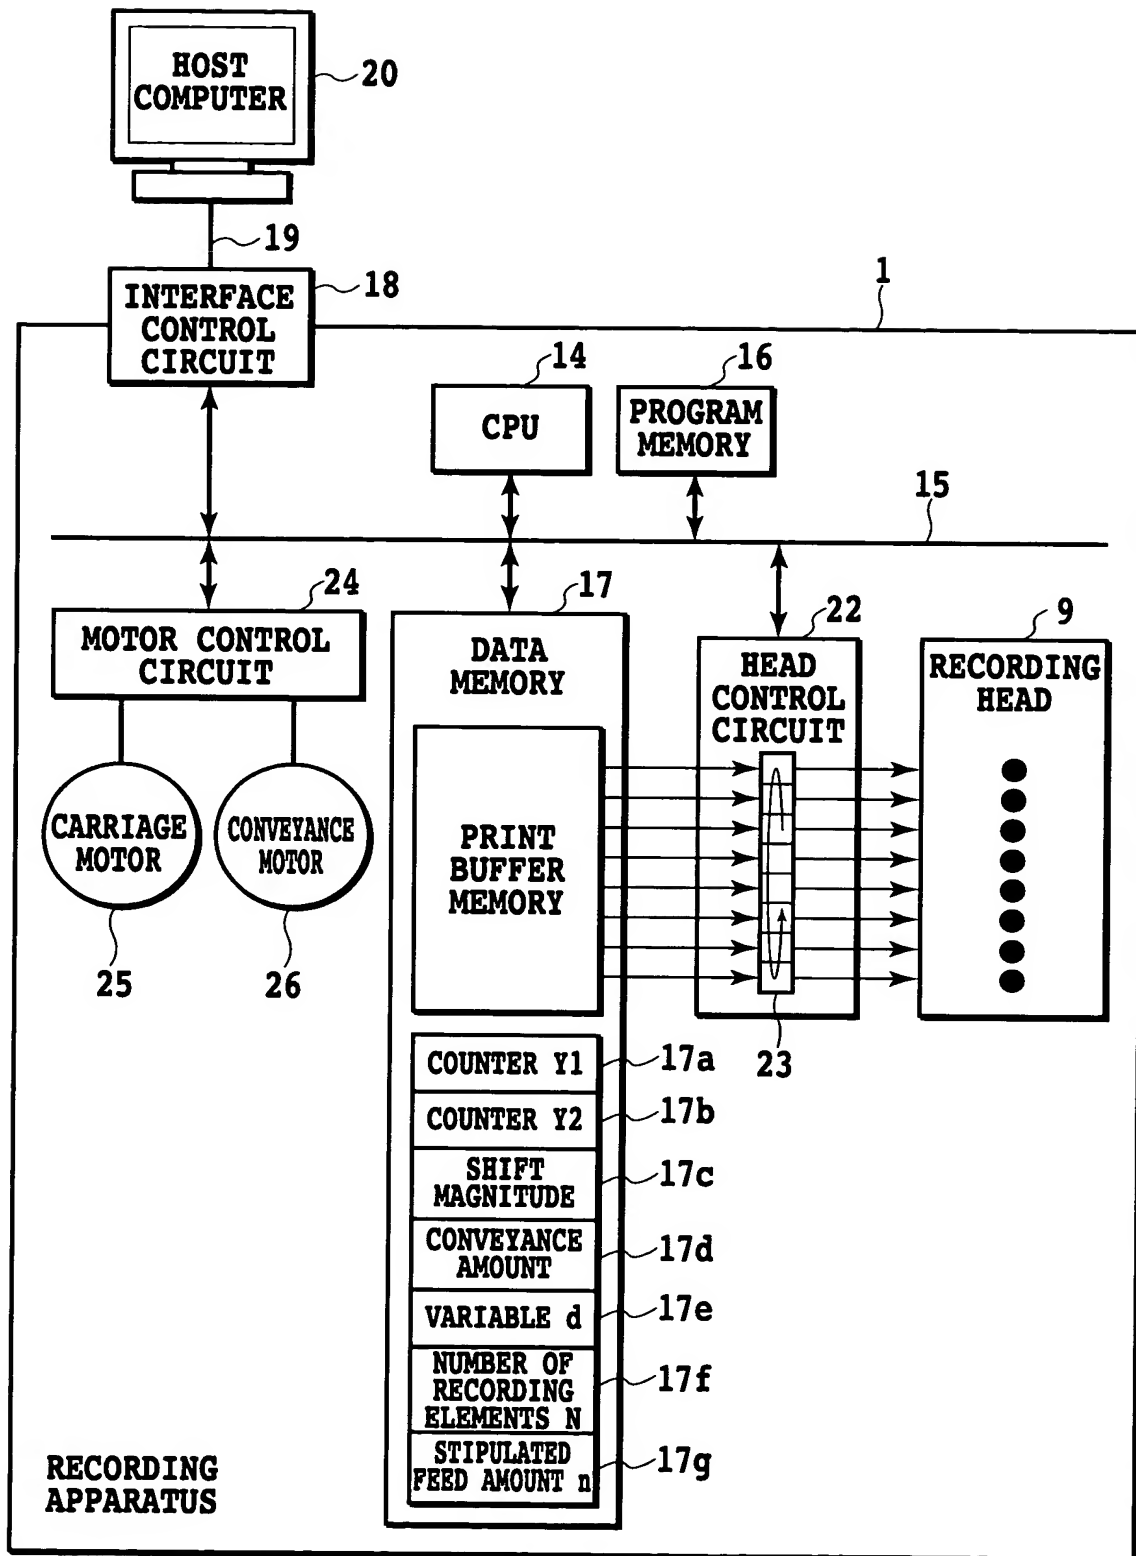 HOST
COMPUTER
20
19
INTERFACE
CONTROL
CIRCUIT
18
1
14
CPU
16
PROGRAM
MEMORY
15
24
MOTOR CONTROL
CIRCUIT
CARRIAGE
MOTOR
25
CONVEYANCE
MOTOR
26
17
DATA
MEMORY
PRINT
BUFFER
MEMORY
22
HEAD
CONTROL
CIRCUIT
23
9
RECORDING
HEAD
COUNTER Y1
17a
COUNTER Y2
17b
SHIFT
MAGNITUDE
17c
CONVEYANCE
AMOUNT
17d
VARIABLE d
17e
NUMBER OF
RECORDING
ELEMENTS N
17f
STIPULATED
FEED AMOUNT n
17g
RECORDING
APPARATUS